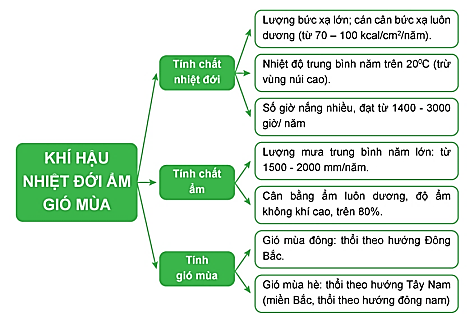 KHÍ HẬU
NHIỆT ĐỚI ẨM
GIÓ MÙA
Tính chất
nhiệt đới
Lượng bức xạ lớn; cán cân bức xạ luôn
dương (từ 70 – 100 kcal/cm²/năm).
Nhiệt độ trung bình năm trên 20⁰C (trừ
vùng núi cao).
Số giờ nắng nhiều, đạt từ 1400 - 3000
giờ/ năm
Tính chất
ẩm
Lượng mưa trung bình năm lớn: từ
1500 - 2000 mm/năm.
Cân bằng ẩm luôn dương, độ ẩm
không khí cao, trên 80%.
Tính
gió mùa
Gió mùa đông: thổi theo hướng Đông
Bắc.
Gió mùa hè: thổi theo hướng Tây Nam
(miền Bắc, thổi theo hướng đông nam)